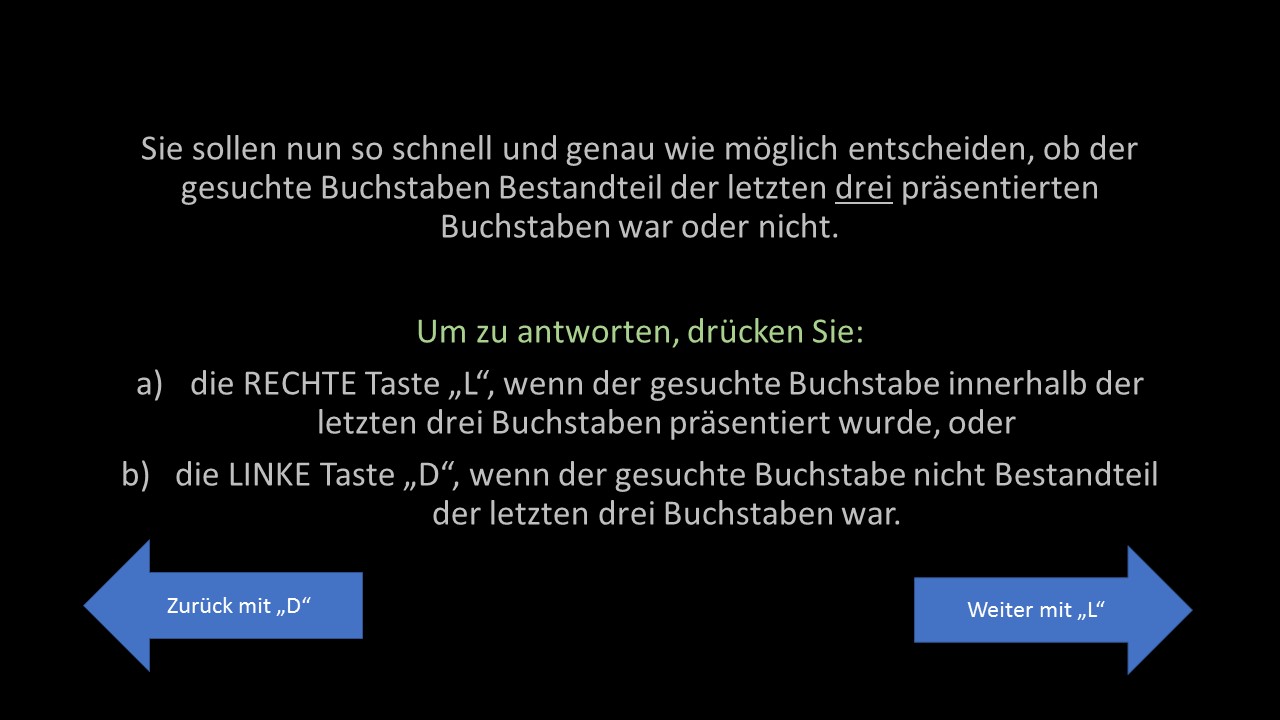 Sie sollen nun so schnell und genau wie möglich entscheiden, ob der
gesuchte Buchstaben Bestandteil der letzten drei präsentierten
Buchstaben war oder nicht.
Um zu antworten, drücken Sie:
a) die RECHTE Taste „L“, wenn der gesuchte Buchstabe innerhalb der
letzten drei Buchstaben präsentiert wurde, oder
b) die LINKE Taste „D“, wenn der gesuchte Buchstabe nicht Bestandteil
der letzten drei Buchstaben war.
Zurück mit „D“
Weiter mit „L“